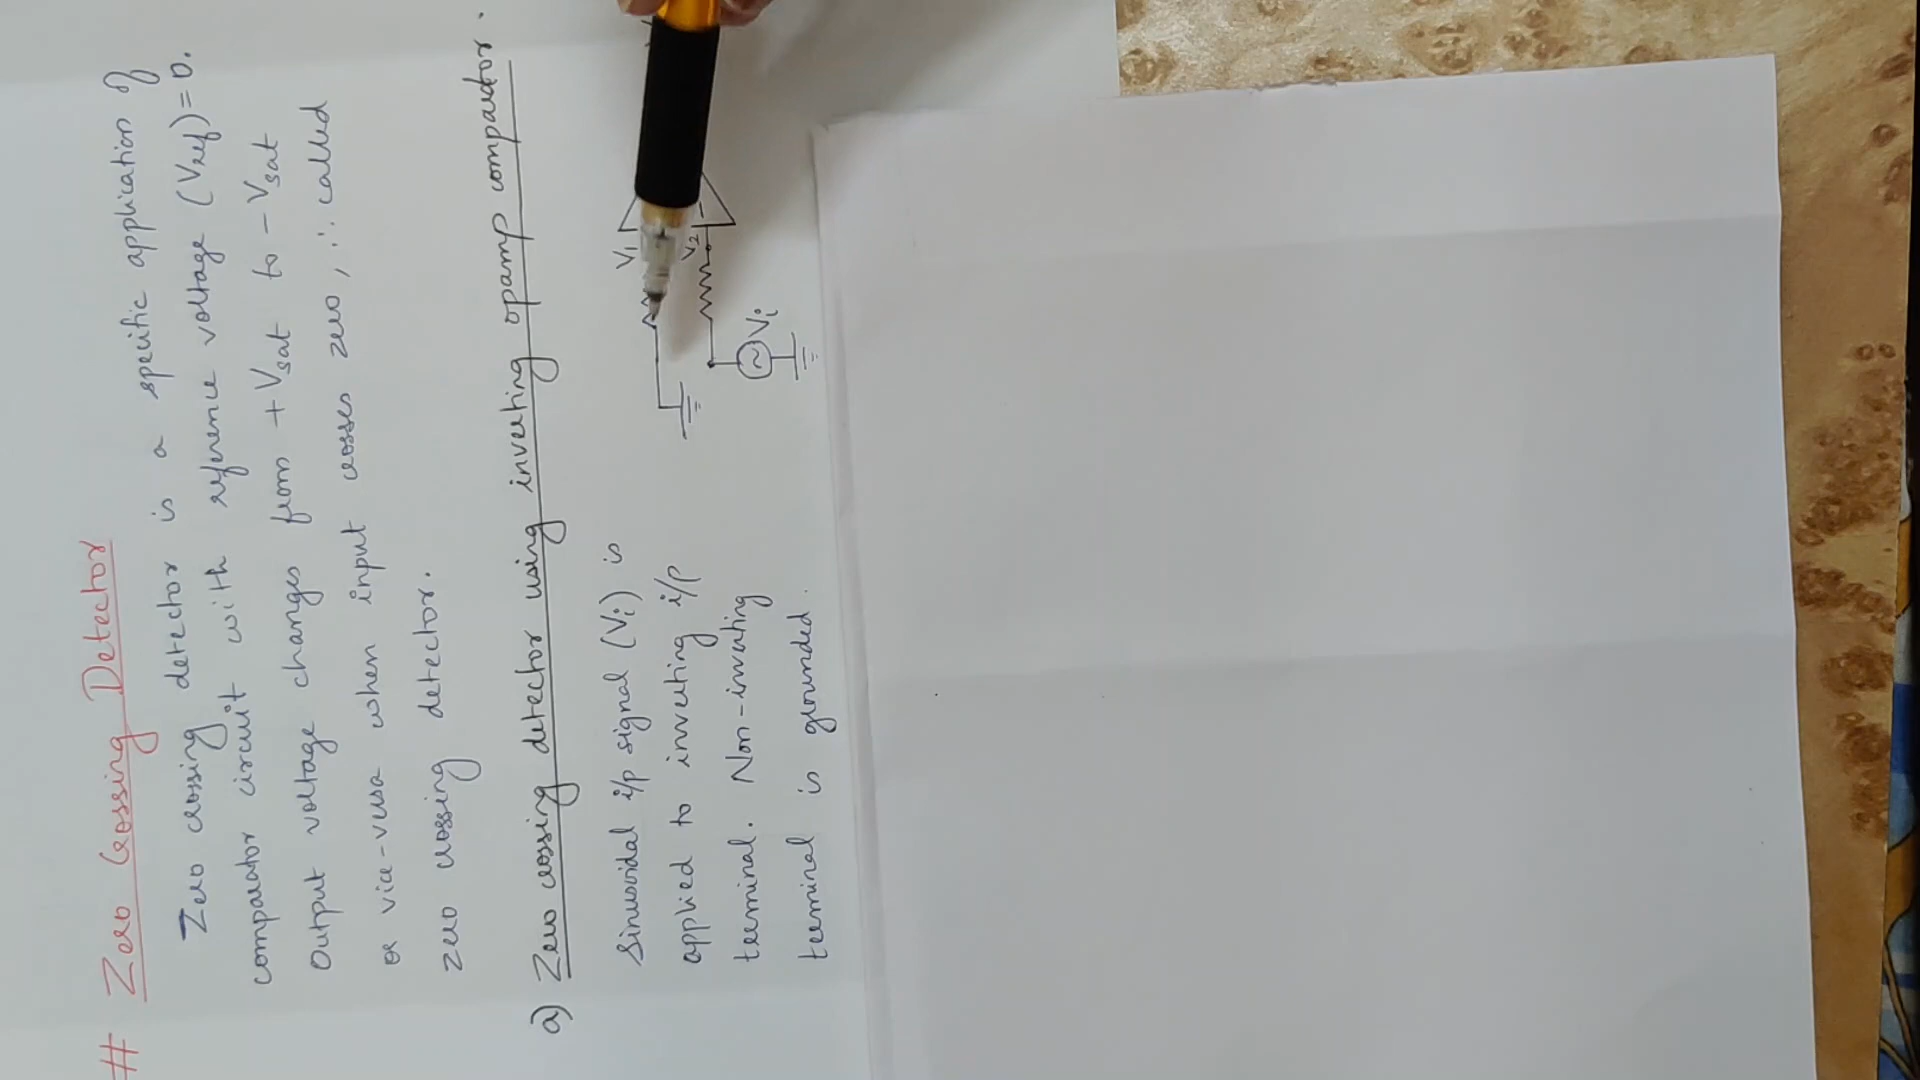 # Zero Crossing Detector
Zero crossing detector is a specific application of
comparator circuit with reference voltage (Vref) = 0.
Output voltage changes from + Vsat to - Vsat
or vice-versa when input crosses zero, ∴ called
zero crossing detector.
a) Zero crossing detector using inverting opamp comparator.
Sinusoidal i/p signal (Vi) is
applied to inverting i/p
terminal. Non-inverting
terminal is grounded.
V1
V2
-
Vi